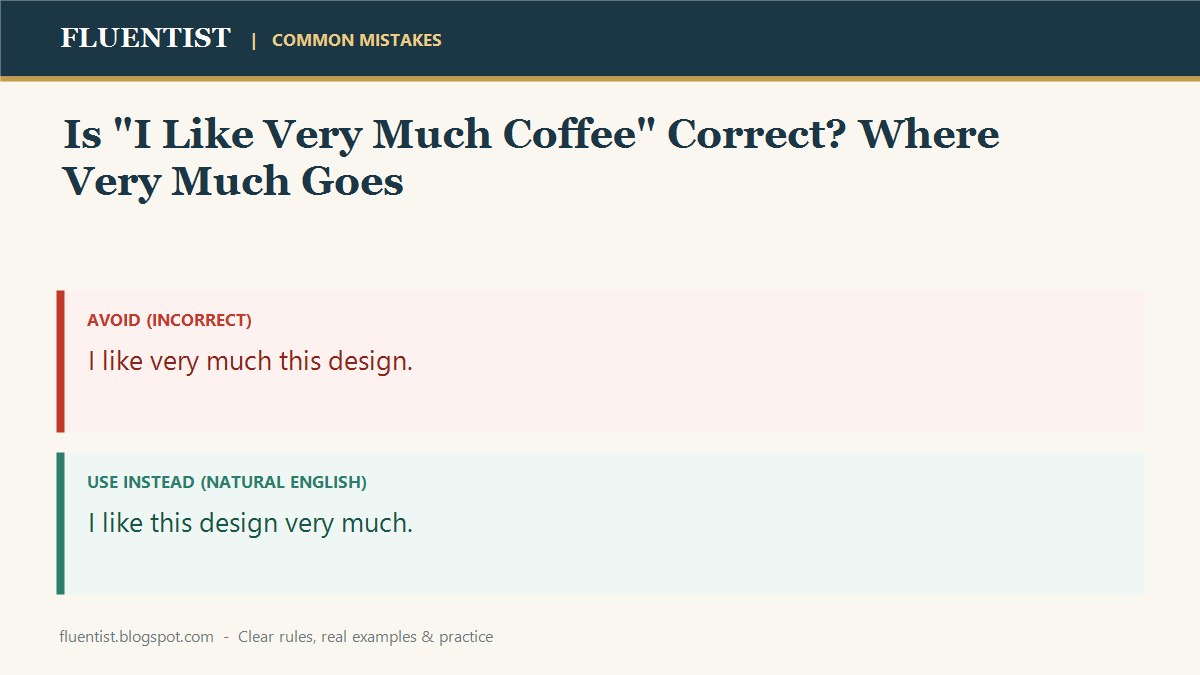 FLUENTIST | COMMON MISTAKES
Is "I Like Very Much Coffee" Correct? Where
Very Much Goes
AVOID (INCORRECT)
I like very much this design.
USE INSTEAD (NATURAL ENGLISH)
I like this design very much.
fluentist.blogspot.com - Clear rules, real examples & practice